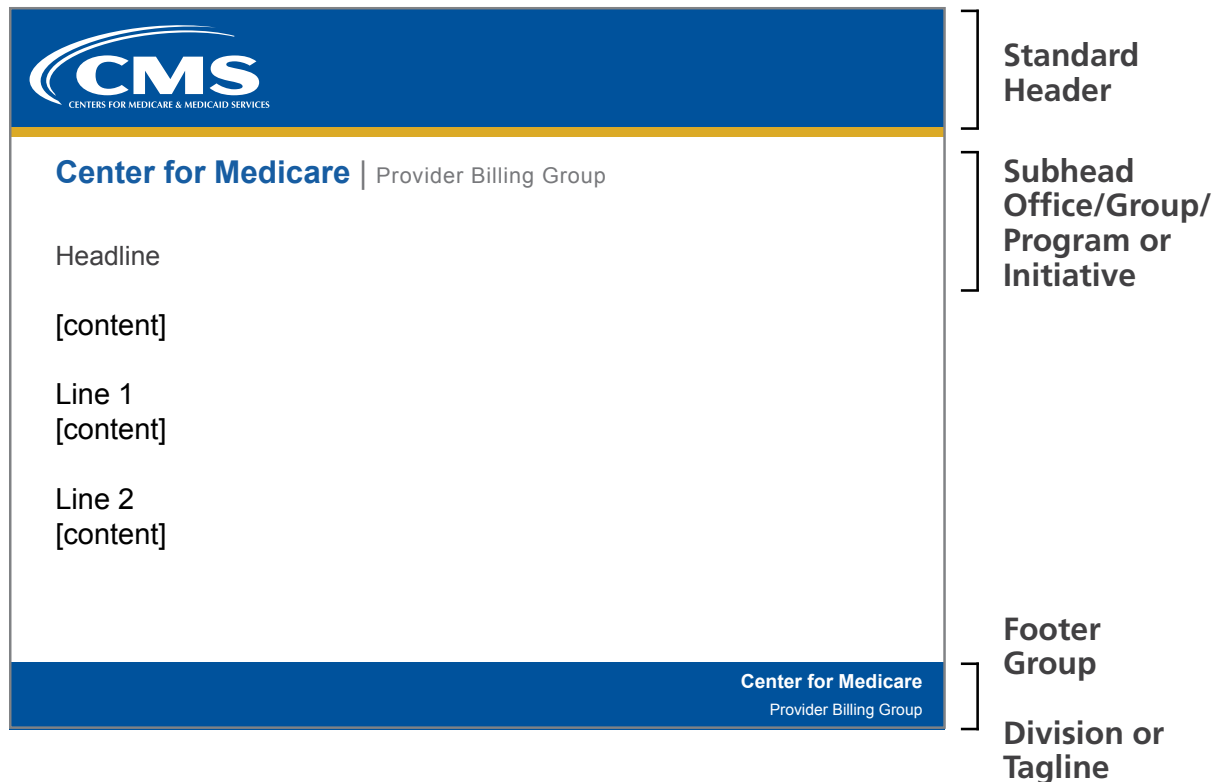 CMS
CENTERS FOR MEDICARE & MEDICAID SERVICES
Standard
Header
Center for Medicare | Provider Billing Group
Subhead
Office/Group/
Program or
Initiative
Headline
[content]
Line 1
[content]
Line 2
[content]
Footer
Group
Center for Medicare
Provider Billing Group
Division or
Tagline